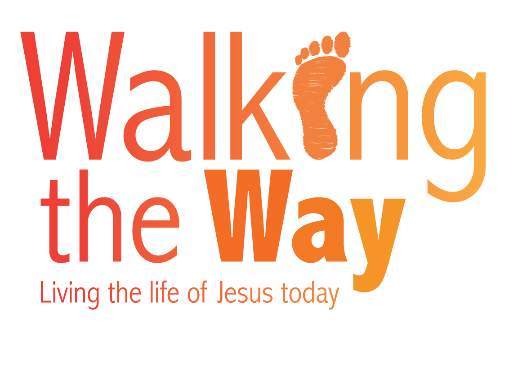 Walking
the Way
Living the life of Jesus today